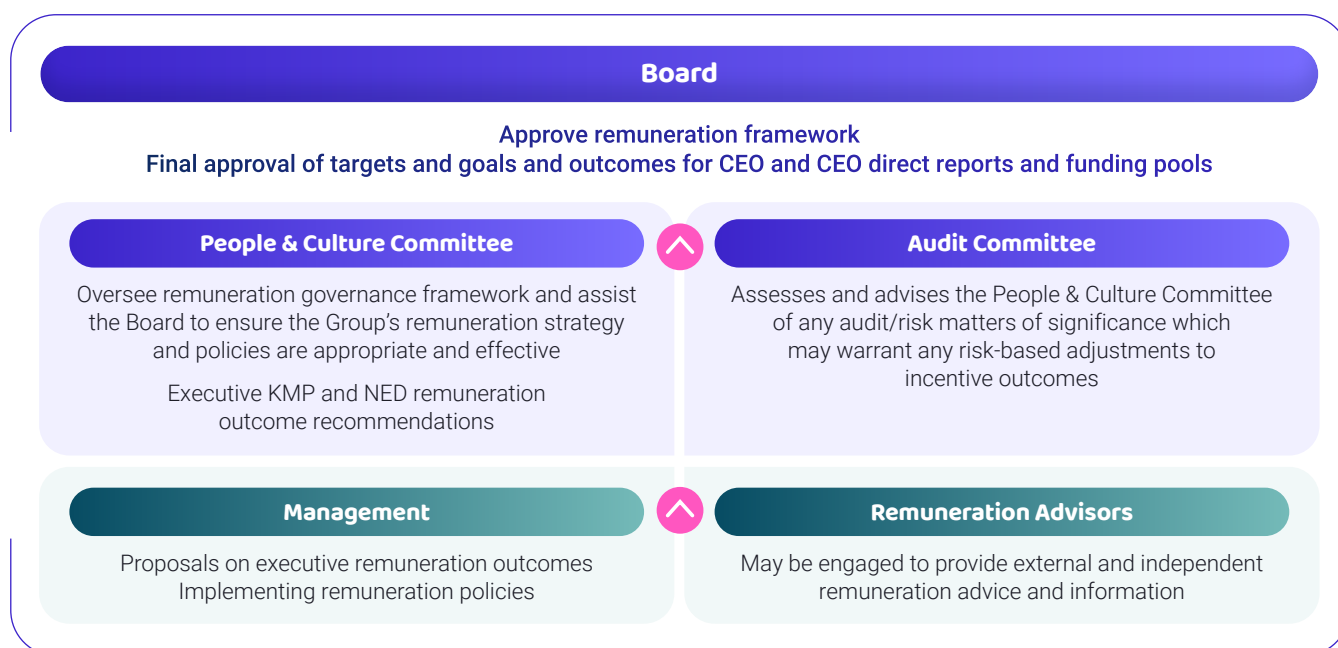 Board
Approve remuneration framework
Final approval of targets and goals and outcomes for CEO and CEO direct reports and funding pools
People & Culture Committee
Oversee remuneration governance framework and assist
the Board to ensure the Group's remuneration strategy
and policies are appropriate and effective
Executive KMP and NED remuneration
outcome recommendations
Audit Committee
Assesses and advises the People & Culture Committee
of any audit/risk matters of significance which
may warrant any risk-based adjustments to
incentive outcomes
Management
Proposals on executive remuneration outcomes
Implementing remuneration policies
Remuneration Advisors
May be engaged to provide external and independent
remuneration advice and information